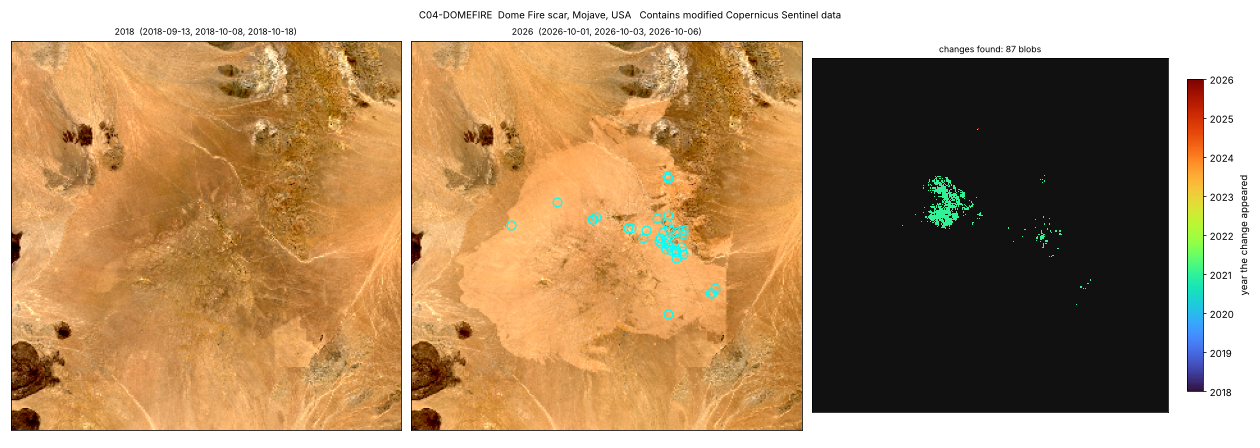 C04-DOMEFIRE  Dome Fire scar, Mojave, USA   Contains modified Copernicus Sentinel data
2018  (2018-09-13, 2018-10-08, 2018-10-18)
2026  (2026-10-01, 2026-10-03, 2026-10-06)
changes found: 87 blobs
2026
2025
2024
2023
2022
2021
2020
2019
2018
year the change appeared